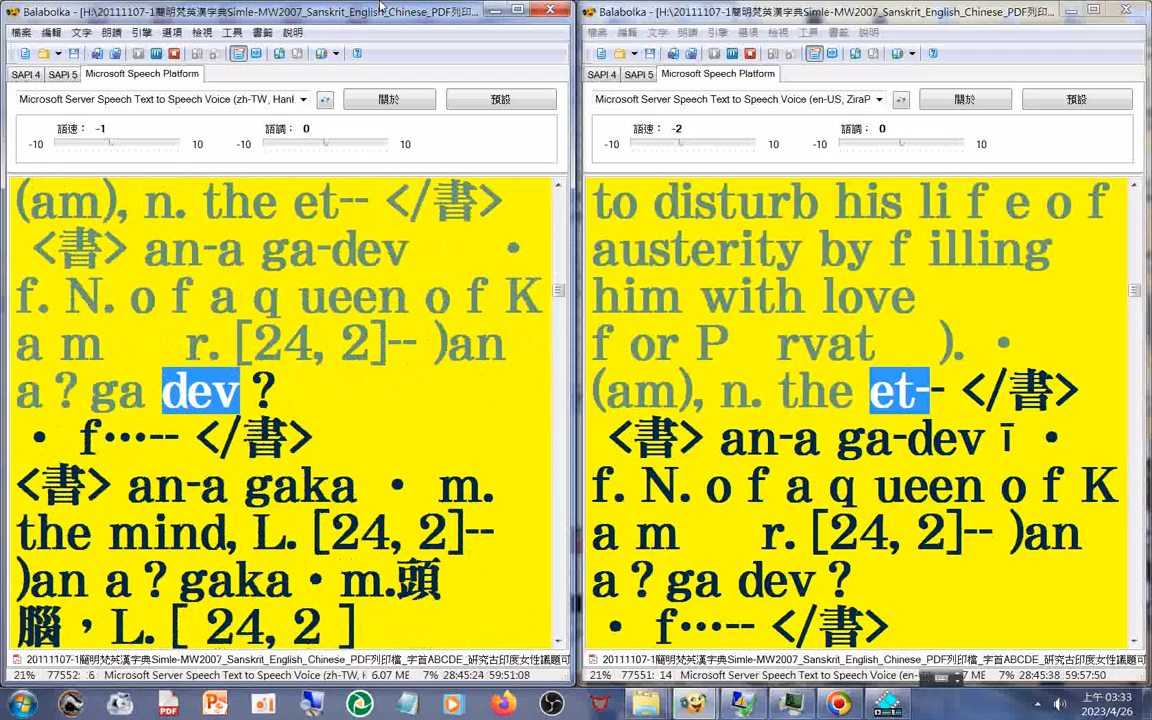 Balabolka - [H:\20111107-1簡明梵英漢字典Simle-MW2007_Sanskrit_English_Chinese_PDF列印...
檔案 編輯 文字 朗讀 引擎 選項 檢視 工具 書籤 說明
SAPI 4 SAPI 5 Microsoft Speech Platform
Microsoft Server Speech Text to Speech Voice (zh-TW, Hanl
關於 預設
語速: -1 語調: 0
-10 10 -10 10
(am), n. the et-- </書>
<書> an-a ga-dev •
f. N. o f a q ueen o f K
a m r. [24, 2]-- )an
a ? ga dev ?
• f…-- </書>
<書> an-a gaka • m.
the mind, L. [24, 2]--
)an a ? gaka • m.頭
腦，L. [ 24, 2 ]
20111107-1簡明梵英漢字典Simle-MW2007_Sanskrit_English_Chinese_PDF列印檔_字首ABCDE_研究古印度女性議題可
21% 77552: :6 Microsoft Server Speech Text to Speech Voice (zh-TW, H 6.07 ME 7% 28:45:24 59:51:08
Balabolka - [H:\20111107-1簡明梵英漢字典Simle-MW2007_Sanskrit_English_Chinese_PDF列印...
檔案 編輯 文字 朗讀 引擎 選項 檢視 工具 書籤 說明
SAPI 4 SAPI 5 Microsoft Speech Platform
Microsoft Server Speech Text to Speech Voice (en-US, ZiraP
關於 預設
語速: -2 語調: 0
-10 10 -10 10
to disturb his li f e o f
austerity by f illing
him with love
f or P rvat ). •
(am), n. the et-- </書>
<書> an-a ga-dev ī •
f. N. o f a q ueen o f K
a m r. [24, 2]-- )an
a ? ga dev ?
• f…-- </書>
20111107-1簡明梵英漢字典Simle-MW2007_Sanskrit_English_Chinese_PDF列印檔_字首ABCDE_研究古印度女性議題可
21% 77551: 14 Microsoft Server Speech Text to Speech Voice (en-US, 7% 28:45:38 59:57:50
上午 03:33
2023/4/26